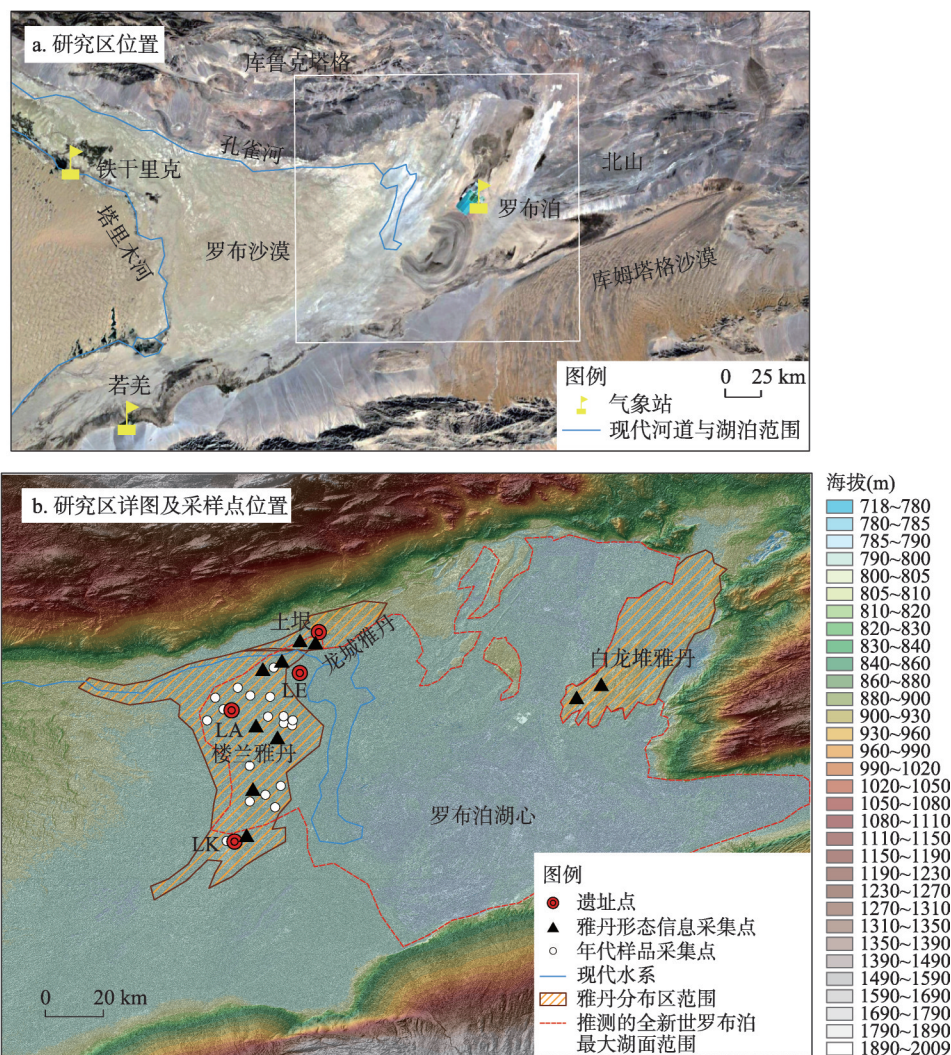 a. 研究区位置
库鲁克塔格
孔雀河
北山
铁干里克
罗布泊
塔里木河
罗布沙漠
库姆塔格沙漠
若羌
图例
0 25 km
气象站
现代河道与湖泊范围
b. 研究区详图及采样点位置
土垠
龙城雅丹
白龙堆雅丹
LE
LA
楼兰雅丹
罗布泊湖心
LK
图例
遗址点
雅丹形态信息采集点
年代样品采集点
现代水系
雅丹分布区范围
推测的全新世罗布泊
最大湖面范围
0 20 km
海拔(m)
718~780
780~785
785~790
790~800
800~805
805~810
810~820
820~830
830~840
840~860
860~880
880~900
900~930
930~960
960~990
990~1020
1020~1050
1050~1080
1080~1110
1110~1150
1150~1190
1190~1230
1230~1270
1270~1310
1310~1350
1350~1390
1390~1490
1490~1590
1590~1690
1690~1790
1790~1890
1890~2009